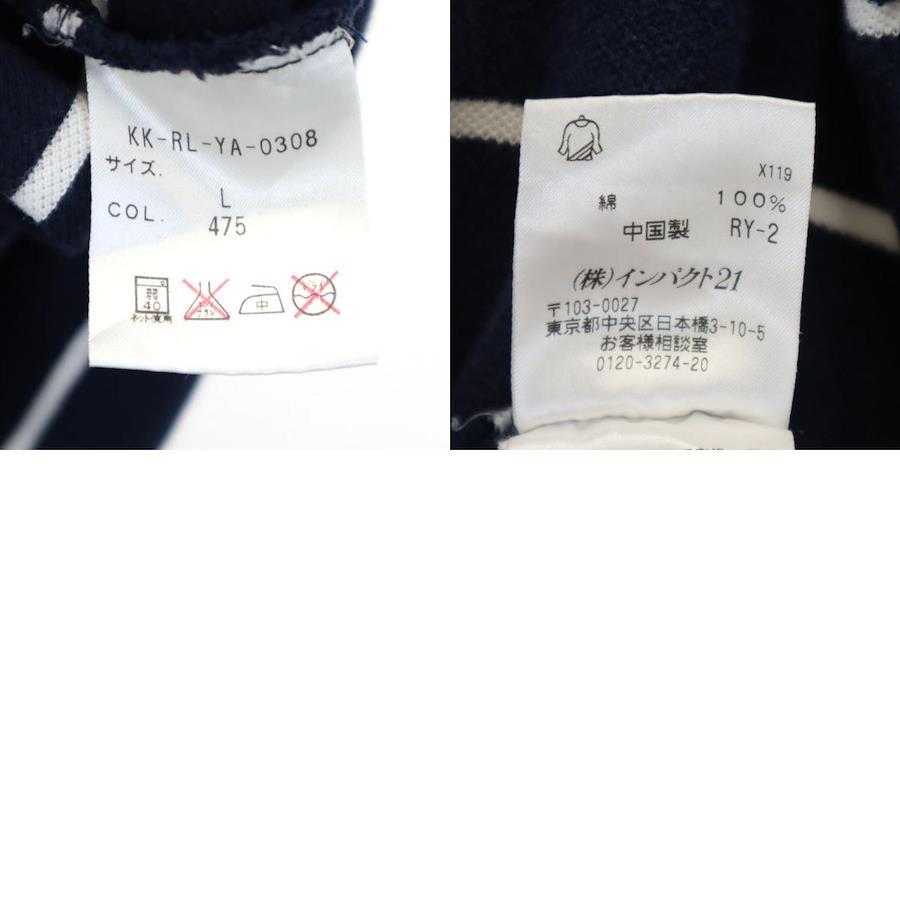 KK-RL-YA-0308
サイズ.
L
COL.
475
40
ネット使用
中
X119
綿 100%
中国製 RY-2
(株)インパクト21
〒103-0027
東京都中央区日本橋3-10-5
お客様相談室
0120-3274-20